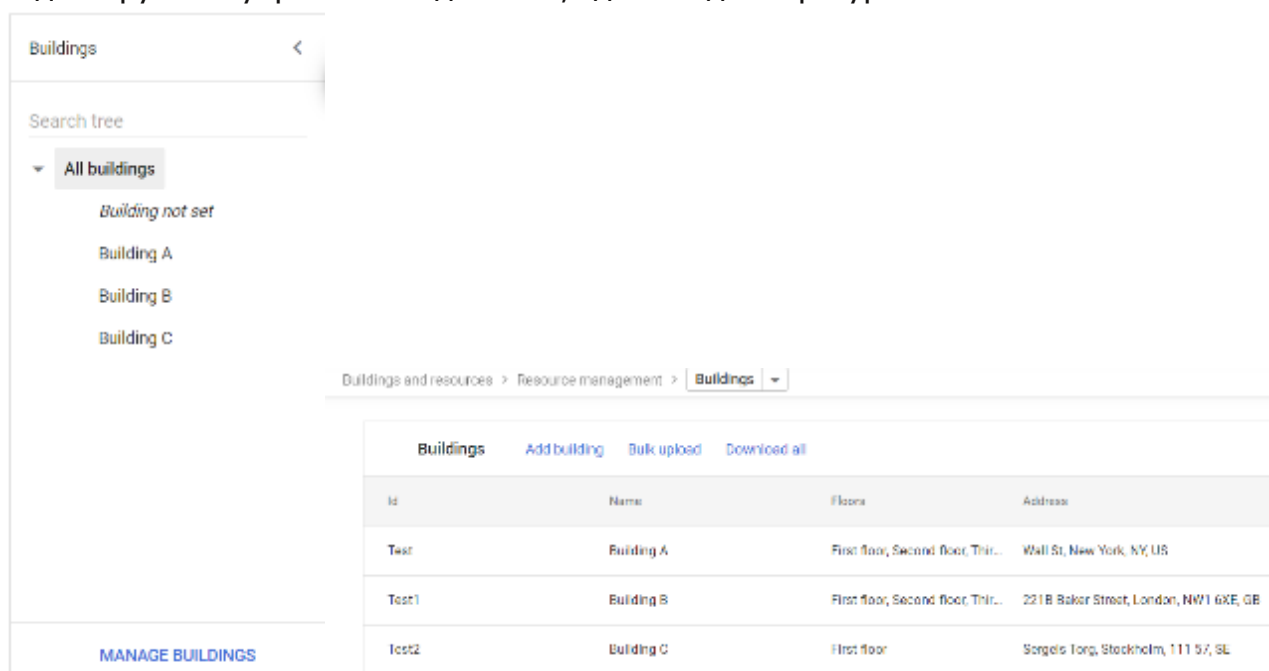 Buildings
Search tree
All buildings
Building not set
Building A
Building B
Building C
MANAGE BUILDINGS
Buildings and resources > Resource management > Buildings
Buildings Add building Bulk upload Download all
Id Name Floors Address
Test Building A First floor, Second floor, Thir... Wall St, New York, NY, US
Test1 Building B First floor, Second floor, Thir... 221B Baker Street, London, NW1 6XE, GB
Test2 Building C First floor Sergels Torg, Stockholm, 111 57, SE